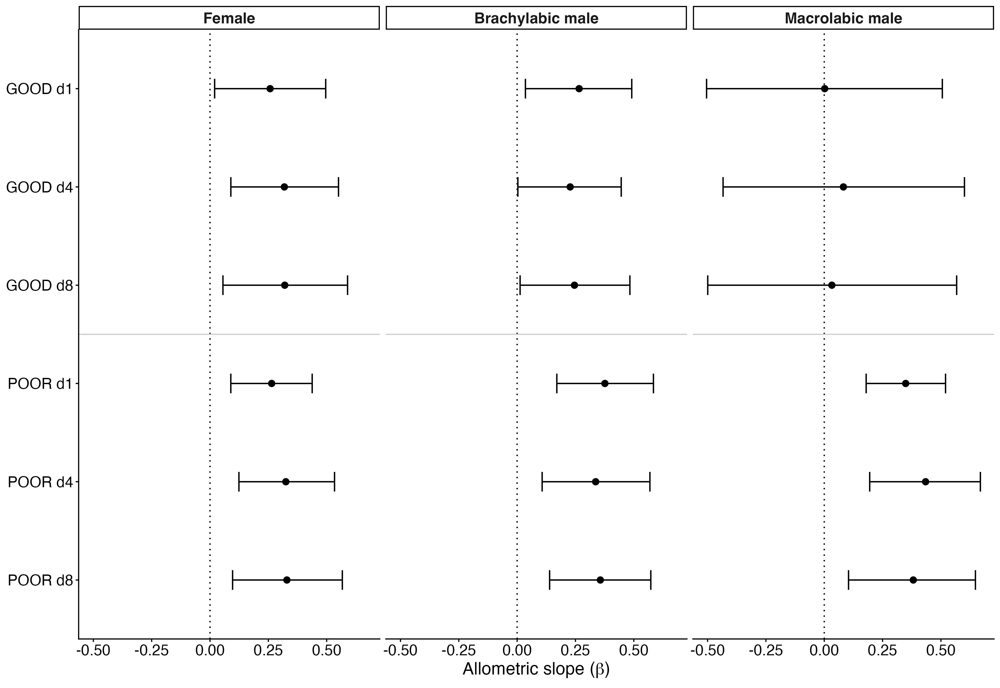 Female Brachylabic male Macrolabic male
GOOD d1
GOOD d4
GOOD d8
POOR d1
POOR d4
POOR d8
-0.50 -0.25 0.00 0.25 0.50 -0.50 -0.25 0.00 0.25 0.50 -0.50 -0.25 0.00 0.25 0.50
Allometric slope (β)